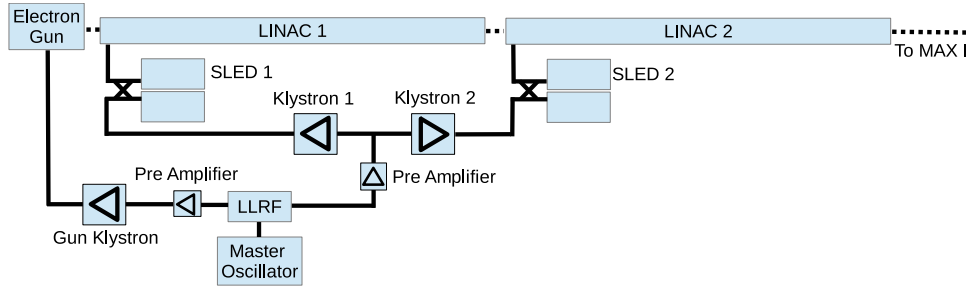 Electron
Gun
LINAC 1
LINAC 2
To MAX I
SLED 1
SLED 2
Klystron 1
Klystron 2
Pre Amplifier
Pre Amplifier
LLRF
Gun Klystron
Master
Oscillator